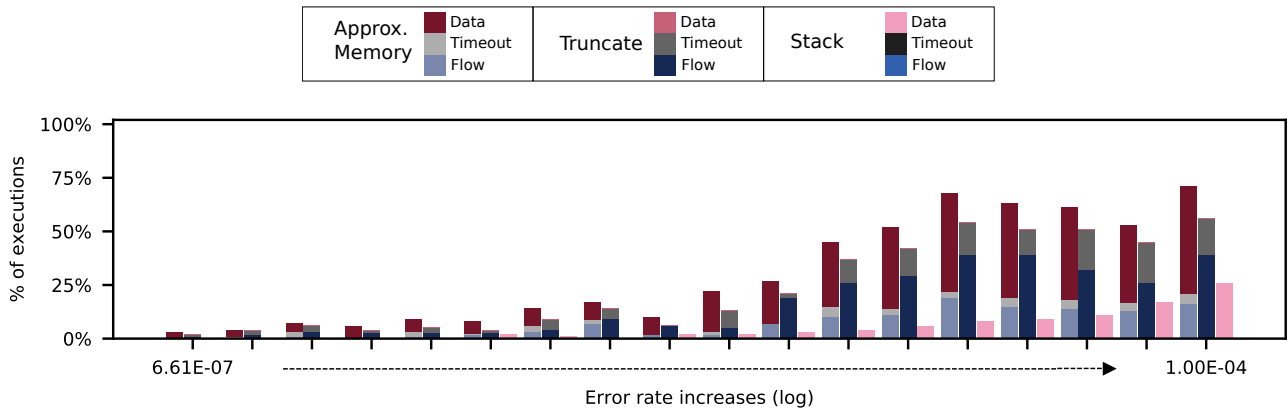 Approx.
Memory
Data
Timeout
Flow
Truncate
Data
Timeout
Flow
Stack
Data
Timeout
Flow
% of executions
100%
75%
50%
25%
0%
6.61E-07
1.00E-04
Error rate increases (log)